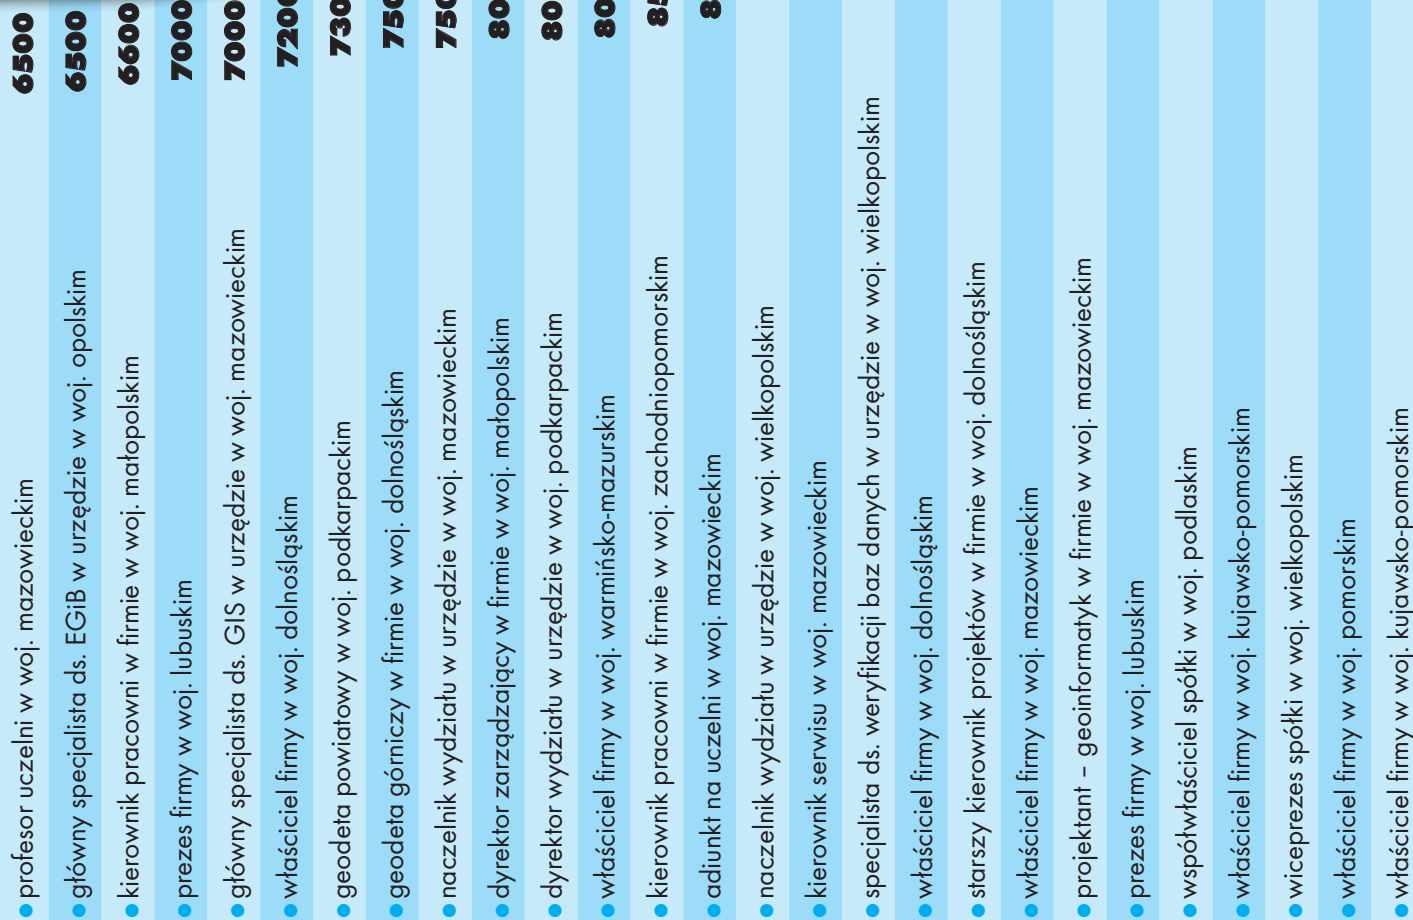 profesor uczelni w woj. mazowieckim 6500
główny specjalista ds. EGiB w urzędzie w woj. opolskim 6500
kierownik pracowni w firmie w woj. małopolskim 6600
prezes firmy w woj. lubuskim 7000
główny specjalista ds. GIS w urzędzie w woj. mazowieckim 7000
właściciel firmy w woj. dolnośląskim
geodeta powiatowy w woj. podkarpackim
geodeta górniczy w firmie w woj. dolnośląskim
naczelnik wydziału w urzędzie w woj. mazowieckim
dyrektor zarządzający w firmie w woj. małopolskim
dyrektor wydziału w urzędzie w woj. podkarpackim
właściciel firmy w woj. warmińsko-mazurskim
kierownik pracowni w firmie w woj. zachodniopomorskim
adiunkt na uczelni w woj. mazowieckim
naczelnik wydziału w urzędzie w woj. wielkopolskim
kierownik serwisu w woj. mazowieckim
specjalista ds. weryfikacji baz danych w urzędzie w woj. wielkopolskim
właściciel firmy w woj. dolnośląskim
starszy kierownik projektów w firmie w woj. dolnośląskim
właściciel firmy w woj. mazowieckim
projektant – geoinformatyk w firmie w woj. mazowieckim
prezes firmy w woj. lubuskim
współwłaściciel spółki w woj. podlaskim
właściciel firmy w woj. kujawsko-pomorskim
wiceprezes spółki w woj. wielkopolskim
właściciel firmy w woj. pomorskim
właściciel firmy w woj. kujawsko-pomorskim